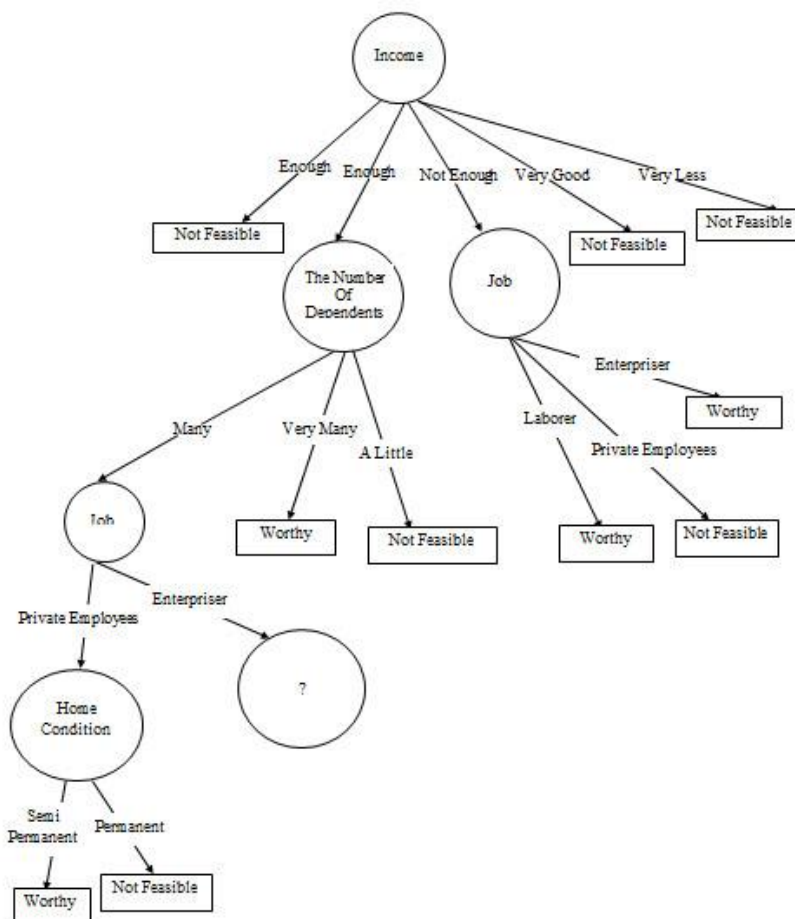 Income
Enough
Enough
Not Enough
Very Good
Very Less
Not Feasible
Not Feasible
Not Feasible
The Number
Of
Dependents
Job
Enterpriser
Worthy
Laborer
Private Employees
Many
Very Many
A Little
Job
Worthy
Not Feasible
Worthy
Not Feasible
Enterpriser
Private Employees
?
Home
Condition
Semi
Permanent
Permanent
Worthy
Not Feasible